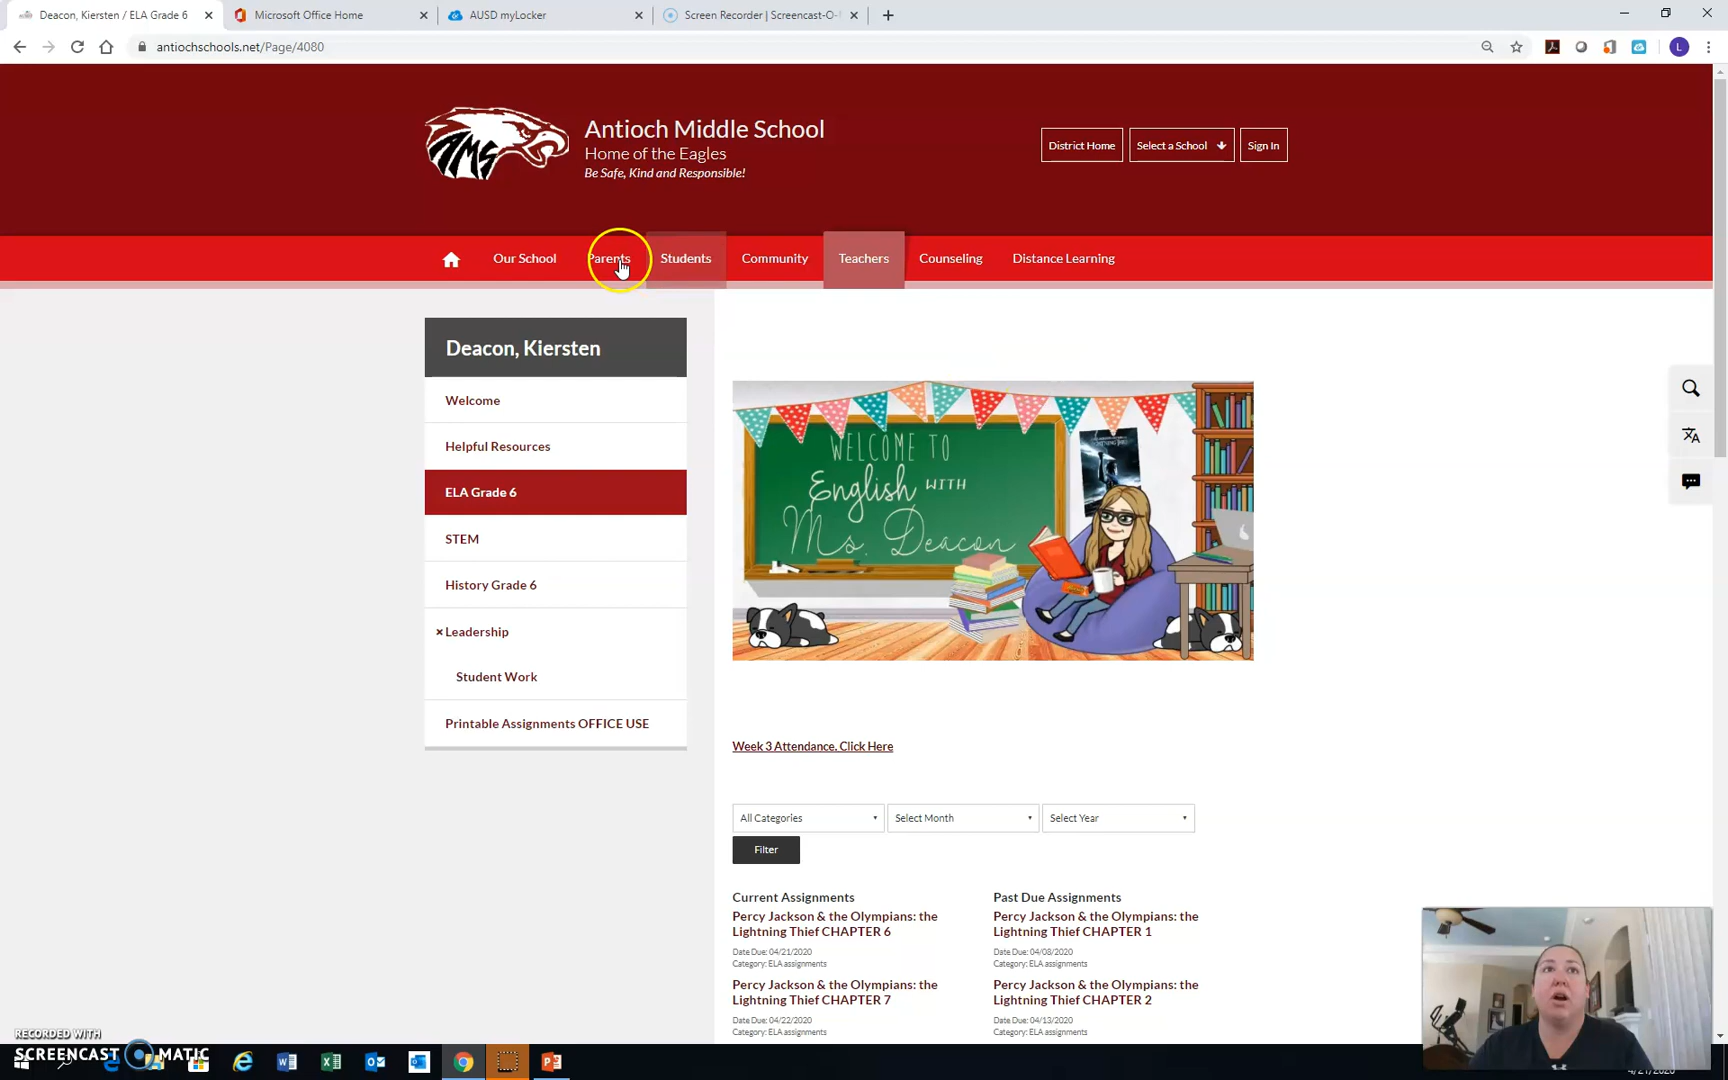 Deacon, Kiersten / ELA Grade 6
Microsoft Office Home
AUSD myLocker
Screen Recorder | Screencast-O-
antiochschools.net/Page/4080
L
AMS
Antioch Middle School
Home of the Eagles
Be Safe, Kind and Responsible!
District Home
Select a School
Sign In
Our School
Parents
Students
Community
Teachers
Counseling
Distance Learning
Deacon, Kiersten
Welcome
Helpful Resources
ELA Grade 6
STEM
History Grade 6
Leadership
Student Work
Printable Assignments OFFICE USE
WELCOME TO
English WITH
Ms. Deacon
Week 3 Attendance, Click Here
All Categories
Select Month
Select Year
Filter
Current Assignments
Percy Jackson & the Olympians: the
Lightning Thief CHAPTER 6
Date Due: 04/21/2020
Category: ELA assignments
Percy Jackson & the Olympians: the
Lightning Thief CHAPTER 7
Date Due: 04/22/2020
Category: ELA assignments
Past Due Assignments
Percy Jackson & the Olympians: the
Lightning Thief CHAPTER 1
Date Due: 04/08/2020
Category: ELA assignments
Percy Jackson & the Olympians: the
Lightning Thief CHAPTER 2
Date Due: 04/13/2020
Category: ELA assignments
RECORDED WITH
SCREENCAST MATIC
4/21/2020